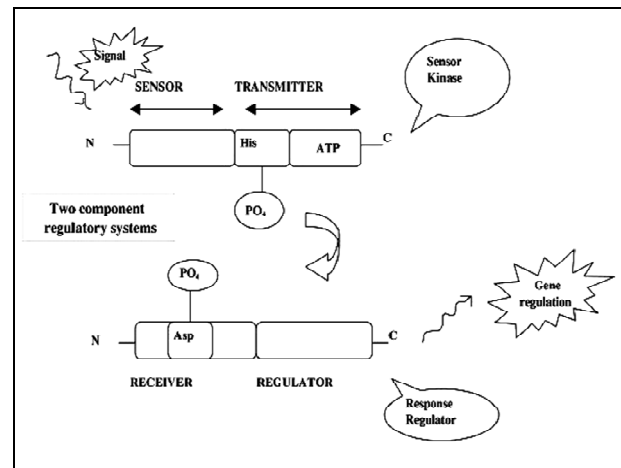 Signal
Sensor
Kinase
SENSOR TRANSMITTER
N His ATP C
PO4
Two component
regulatory systems
PO4
Gene
regulation
N Asp C
RECEIVER REGULATOR
Response
Regulator